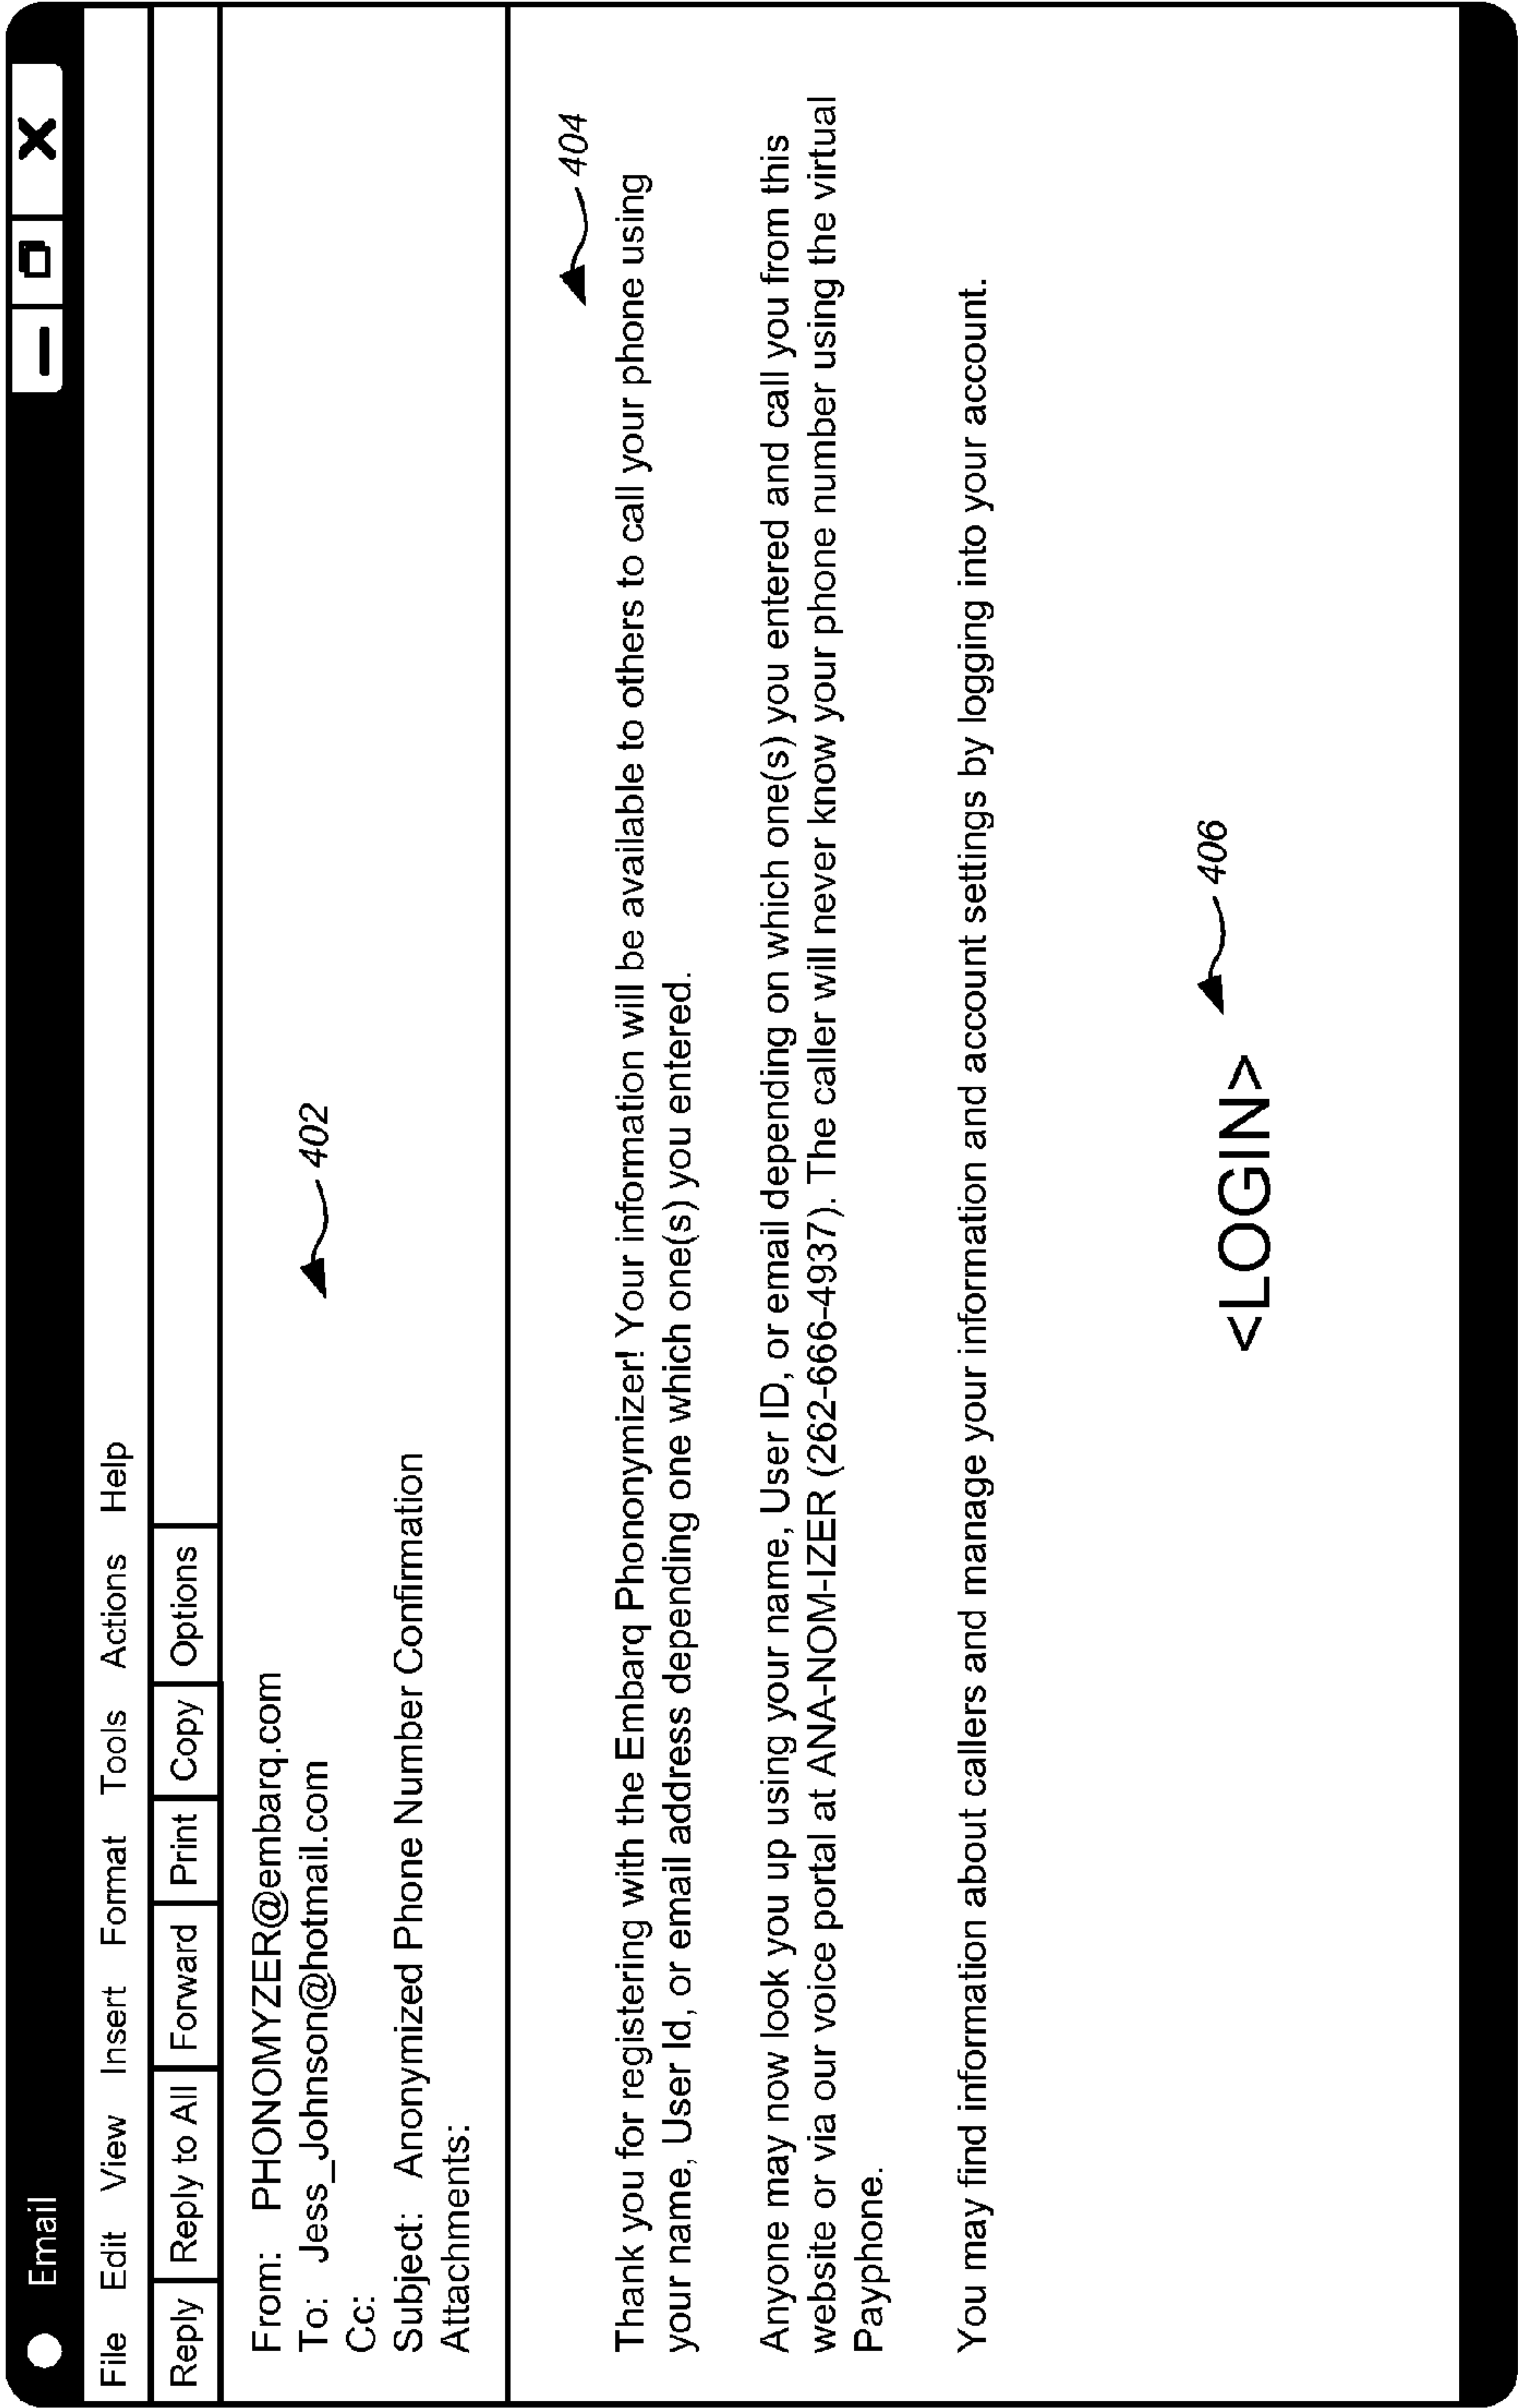 Email
File Edit View Insert Format Tools Actions Help
Reply Reply to All Forward Print Copy Options
From: PHONOMYZER@embarq.com
To: Jess_Johnson@hotmail.com
402
Cc:
Subject: Anonymized Phone Number Confirmation
Attachments:
404
Thank you for registering with the Embarq Phononymizer! Your information will be available to others to call your phone using
your name, User Id, or email address depending one which one(s) you entered.
Anyone may now look you up using your name, User ID, or email depending on which one(s) you entered and call you from this
website or via our voice portal at ANA-NOM-IZER (262-666-4937). The caller will never know your phone number using the virtual
Payphone.
You may find information about callers and manage your information and account settings by logging into your account.
406
<LOGIN>